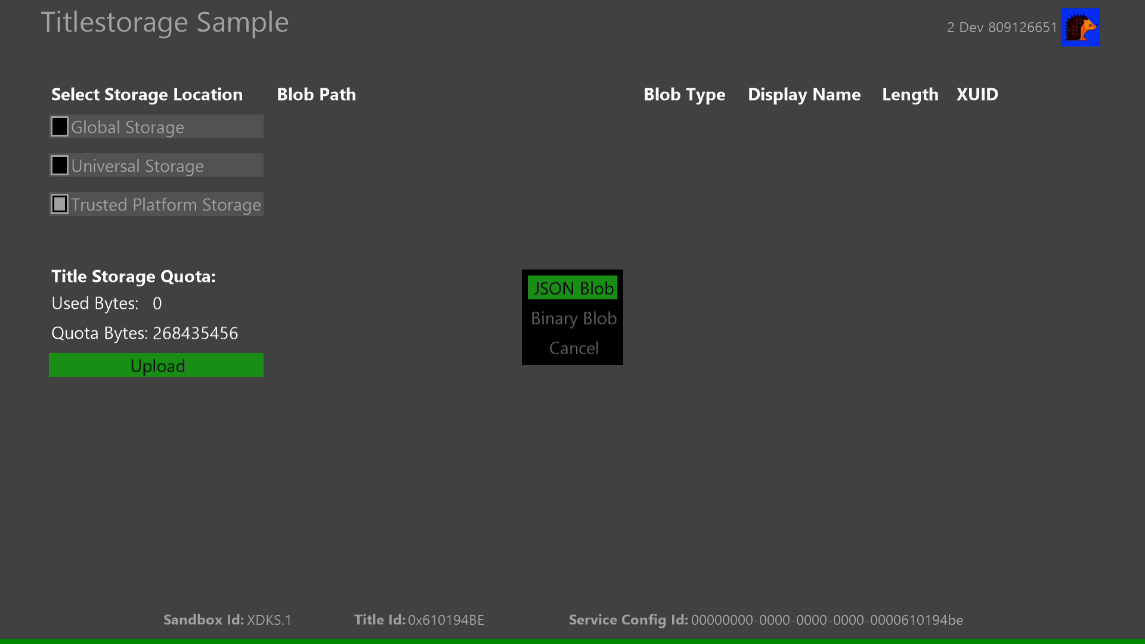 Titlestorage Sample
2 Dev 809126651
Select Storage Location Blob Path Blob Type Display Name Length XUID
Global Storage
Universal Storage
Trusted Platform Storage
Title Storage Quota:
Used Bytes: 0
Quota Bytes: 268435456
Upload
JSON Blob
Binary Blob
Cancel
Sandbox Id: XDKS.1 Title Id: 0x610194BE Service Config Id: 00000000-0000-0000-0000-0000610194be